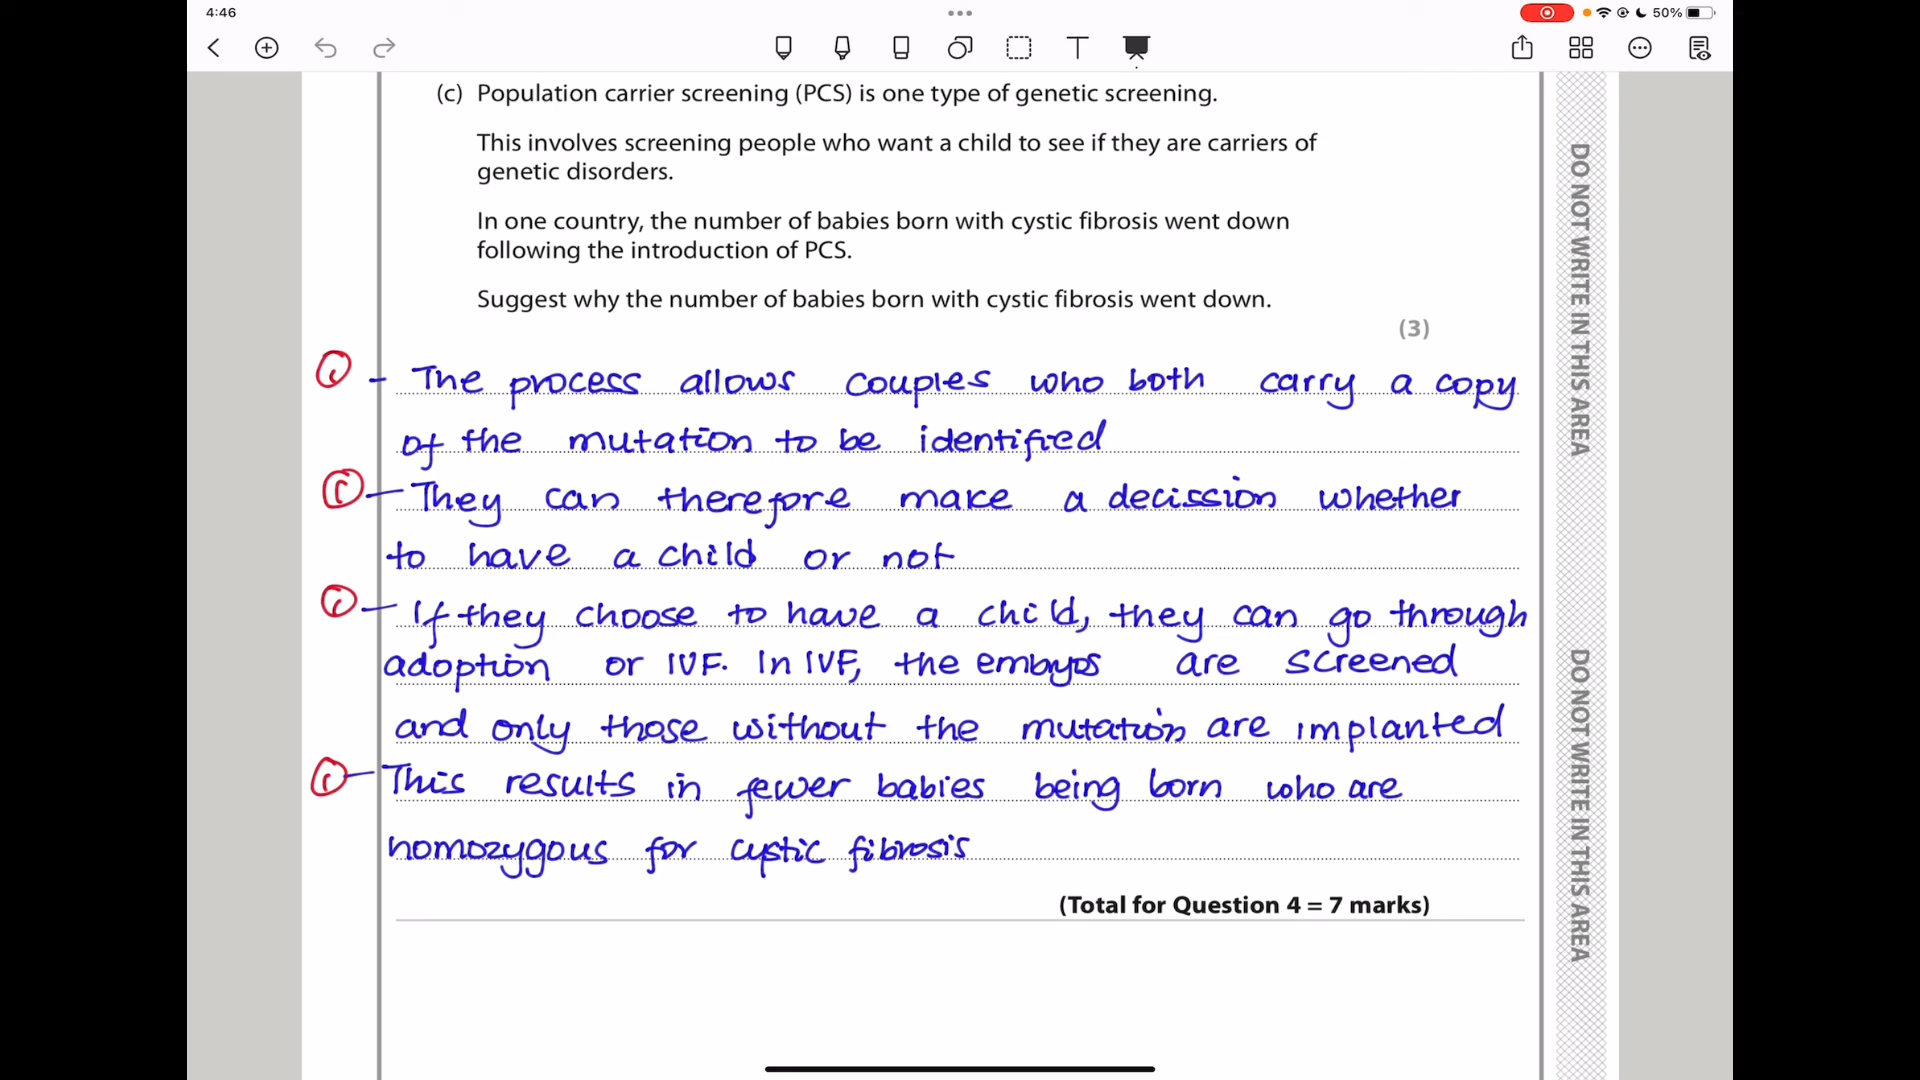 4:46
50%
(c) Population carrier screening (PCS) is one type of genetic screening.
This involves screening people who want a child to see if they are carriers of
genetic disorders.
In one country, the number of babies born with cystic fibrosis went down
following the introduction of PCS.
Suggest why the number of babies born with cystic fibrosis went down.
(3)
- The process allows couples who both carry a copy
of the mutation to be identified
- They can therefore make a decission whether
to have a child or not
- If they choose to have a child, they can go through
adoption or IVF. In IVF, the embyos are screened
and only those without the mutation are implanted
- This results in fewer babies being born who are
homozygous for cystic fibrosis
(Total for Question 4 = 7 marks)
DO NOT WRITE IN THIS AREA
DO NOT WRITE IN THIS AREA